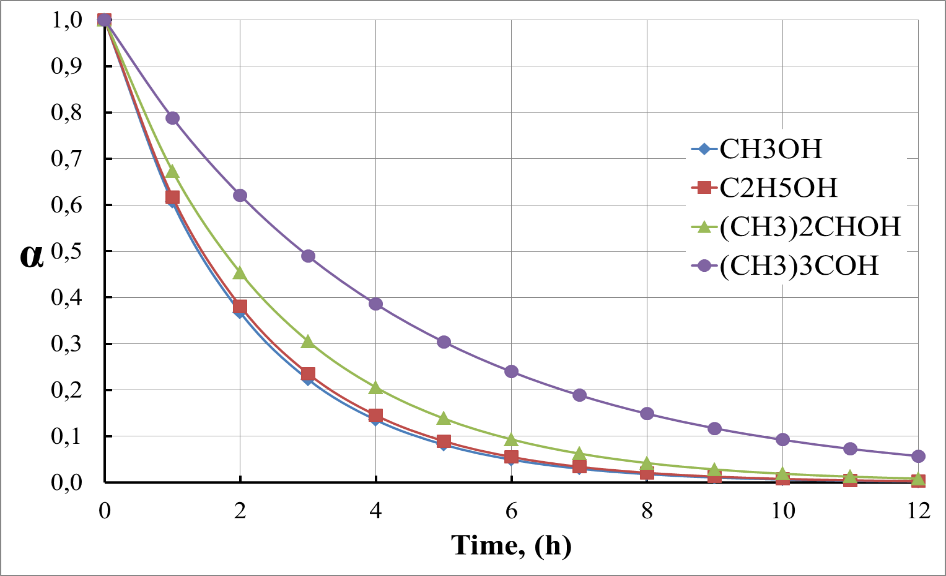 1,0
0,9
0,8
0,7
0,6
0,5
0,4
0,3
0,2
0,1
0,0
α
CH3OH
C2H5OH
(CH3)2CHOH
(CH3)3COH
0 2 4 6 8 10 12
Time, (h)